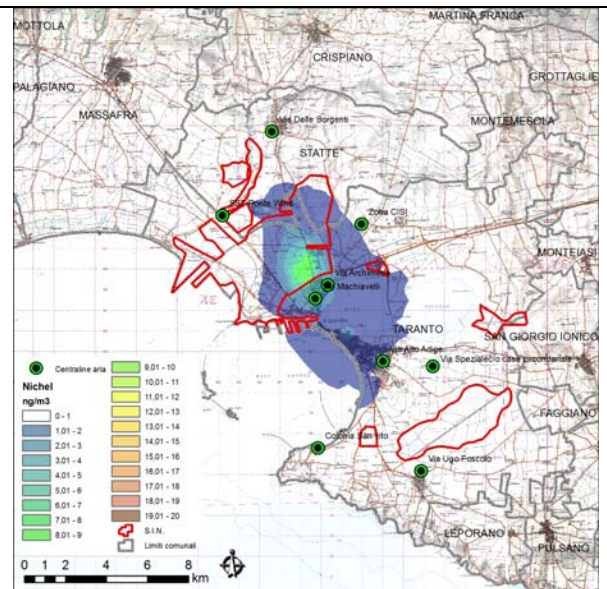 MARTINA FRANCA
MOTTOLA
CRISPIANO
GROTTAGLIE
PALAGIANO
MASSAFRA
MONTEMESOLA
Via Delle Sorgenti
STATTE
Zona CISI
MONTEIASI
Machiavelli
TARANTO
SAN GIORGIO IONICO
Via Alto Adige
Centraline aria
Nichel
ng/m3
0 - 1
1,01 - 2
2,01 - 3
3,01 - 4
4,01 - 5
5,01 - 6
6,01 - 7
7,01 - 8
8,01 - 9
9,01 - 10
10,01 - 11
11,01 - 12
12,01 - 13
13,01 - 14
14,01 - 15
15,01 - 16
16,01 - 17
17,01 - 18
18,01 - 19
19,01 - 20
S.I.N.
Limiti comunali
FAGGIANO
Colonia San Vito
Via Ugo Foscolo
LEPORANO
PULSANO
0 1 2 4 6 8
km